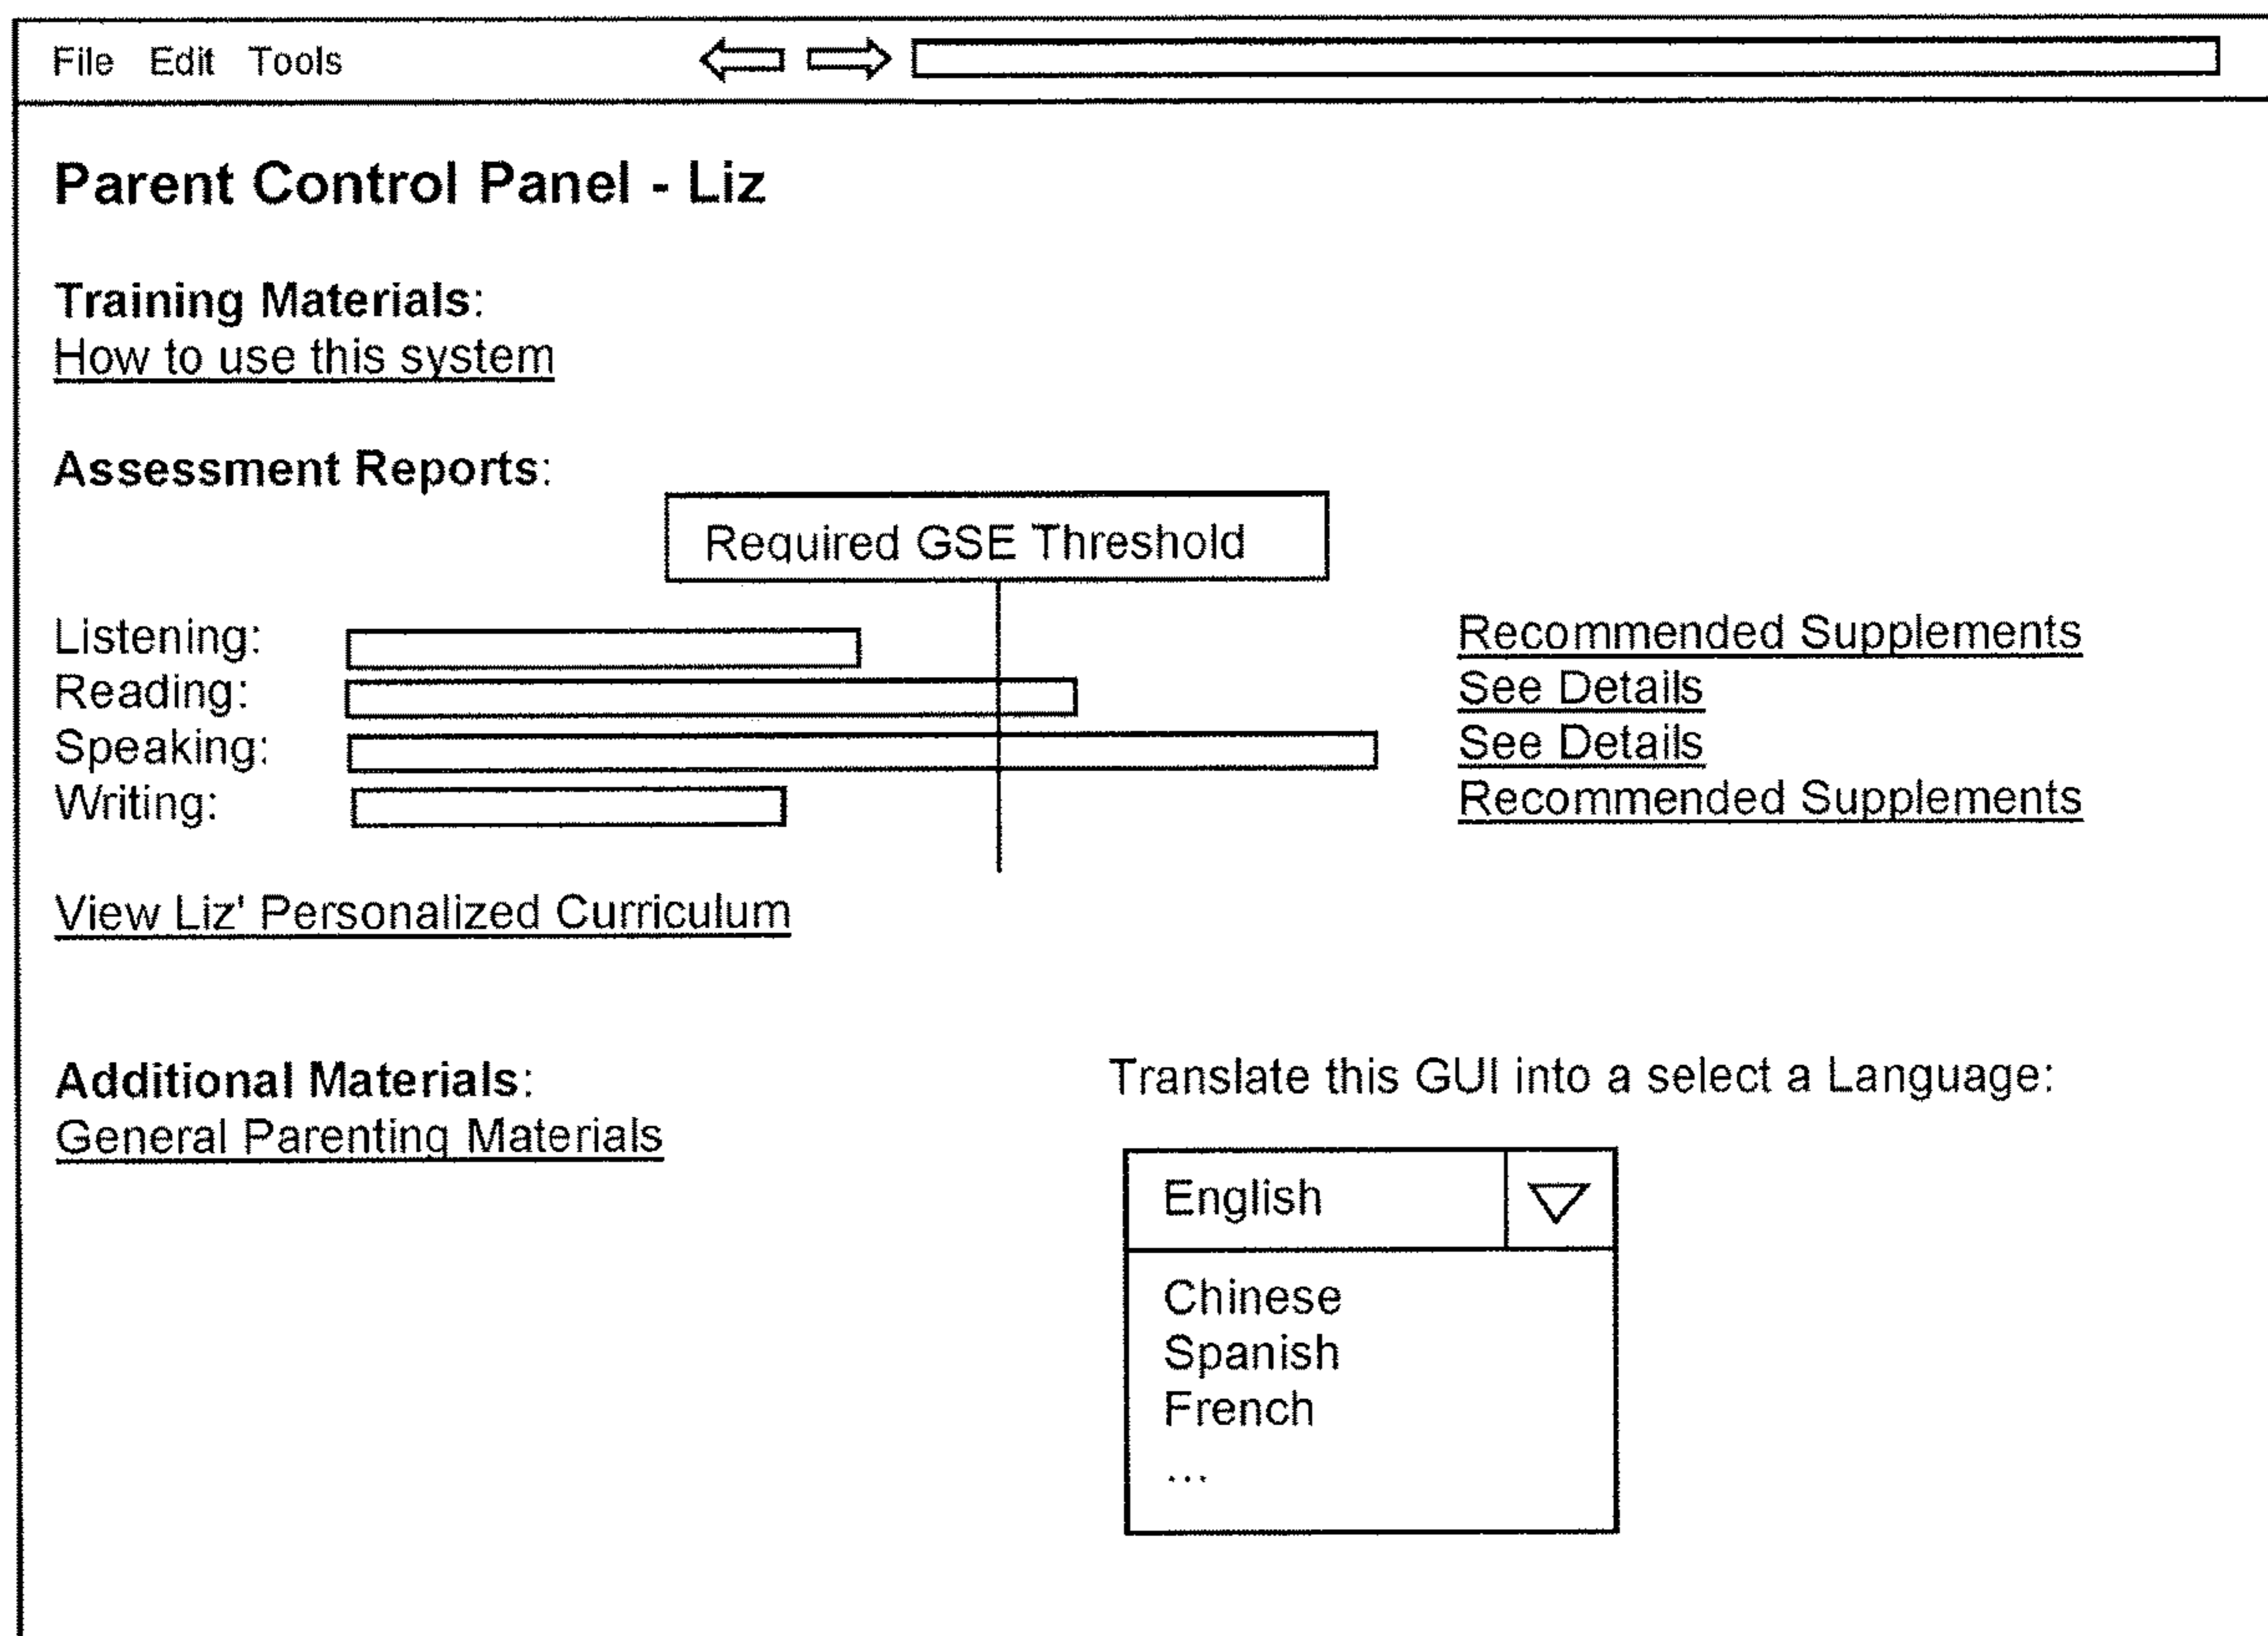 File Edit Tools
Parent Control Panel - Liz
Training Materials:
How to use this system
Assessment Reports:
Required GSE Threshold
Listening: Recommended Supplements
Reading: See Details
Speaking: See Details
Writing: Recommended Supplements
View Liz' Personalized Curriculum
Additional Materials:
General Parenting Materials
Translate this GUI into a select a Language:
English
Chinese
Spanish
French
...